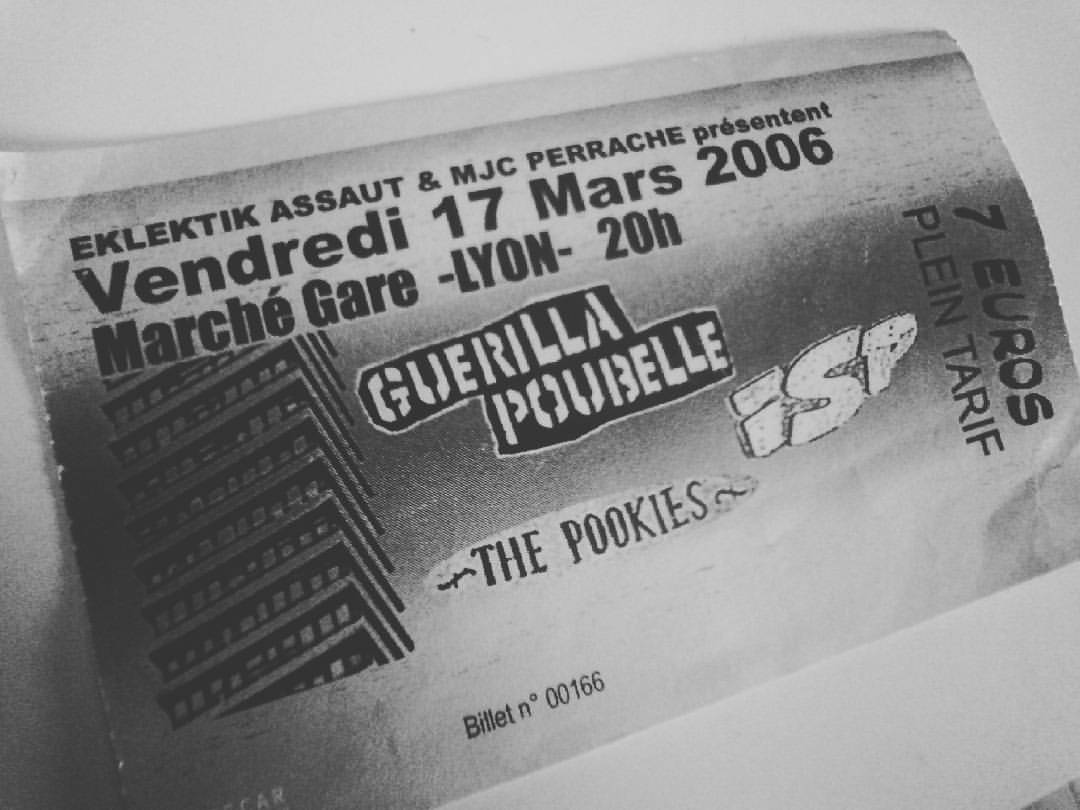 EKLEKTIK ASSAUT & MJC PERRACHE présentent
Vendredi 17 Mars 2006
Marché Gare -LYON- 20h
GUERILLA
POUBELLE
iSP
THE POOKIES
7 EUROS
PLEIN TARIF
Billet n° 00166